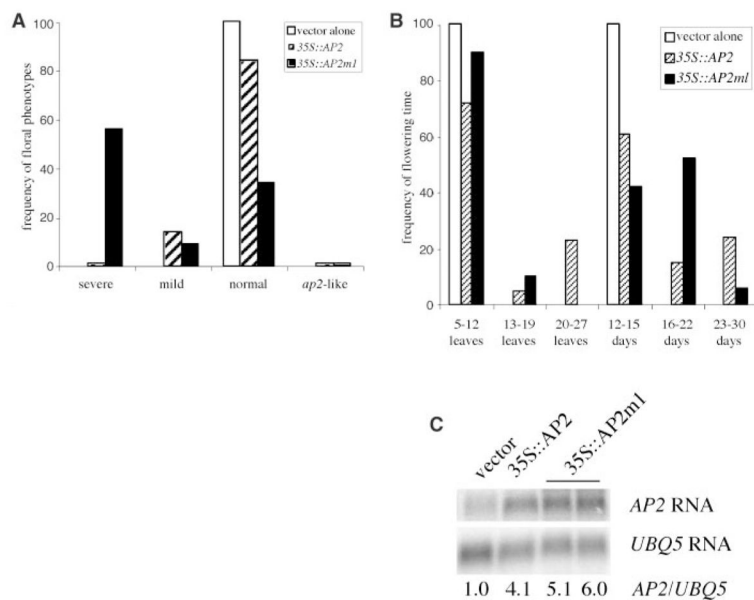 A
frequency of floral phenotypes
100
80
60
40
20
0
vector alone
35S::AP2
35S::AP2m1
severe mild normal ap2-like
B
frequency of flowering time
100
80
60
40
20
0
vector alone
35S::AP2
35S::AP2ml
5-12 13-19 20-27 12-15 16-22 23-30
leaves leaves leaves days days days
C
vector 35S::AP2 35S::AP2m1
AP2 RNA
UBQ5 RNA
1.0 4.1 5.1 6.0 AP2/UBQ5